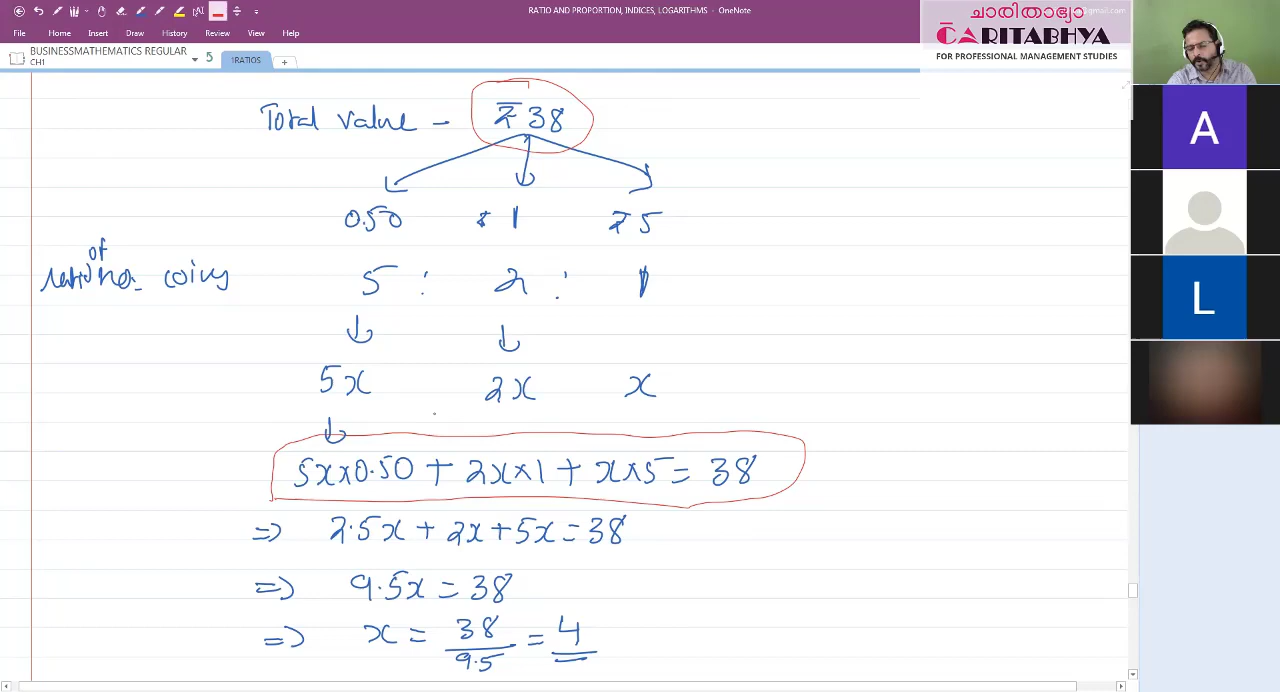 RATIO AND PROPORTION, INDICES, LOGARITHMS - OneNote
File Home Insert Draw History Review View Help
BUSINESSMATHEMATICS REGULAR
CH1
5
1RATIOS
ചാരിതാഭ്യാ
@gmail.com
CARITABHYA
FOR PROFESSIONAL MANAGEMENT STUDIES
A
L
Total value - ₹38
0.50 ₹1 ₹5
ratio of no. coins 5 : 2 : 1
5x 2x x
5x×0.50 + 2x×1 + x×5 = 38
⇒ 2.5x + 2x + 5x = 38
⇒ 9.5x = 38
⇒ x = 38/9.5 = 4